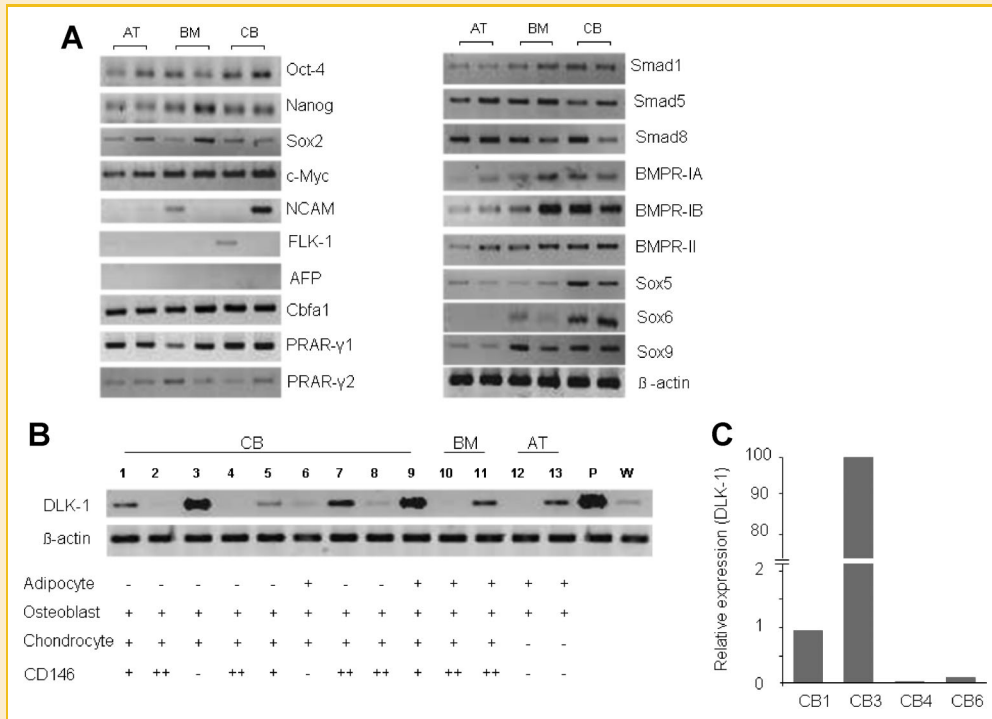 A
AT BM CB
Oct-4
Nanog
Sox2
c-Myc
NCAM
FLK-1
AFP
Cbfa1
PRAR-γ1
PRAR-γ2
AT BM CB
Smad1
Smad5
Smad8
BMPR-IA
BMPR-IB
BMPR-II
Sox5
Sox6
Sox9
ß-actin
B
CB BM AT
1 2 3 4 5 6 7 8 9 10 11 12 13 P W
DLK-1
ß-actin
Adipocyte - - - - - + - - + + + + +
Osteoblast + + + + + + + + + + + + +
Chondrocyte + + + + + + + + + + + - -
CD146 + ++ - ++ + - ++ ++ + ++ ++ - -
C
Relative expression (DLK-1)
100
90
80
2
1
0
CB1 CB3 CB4 CB6